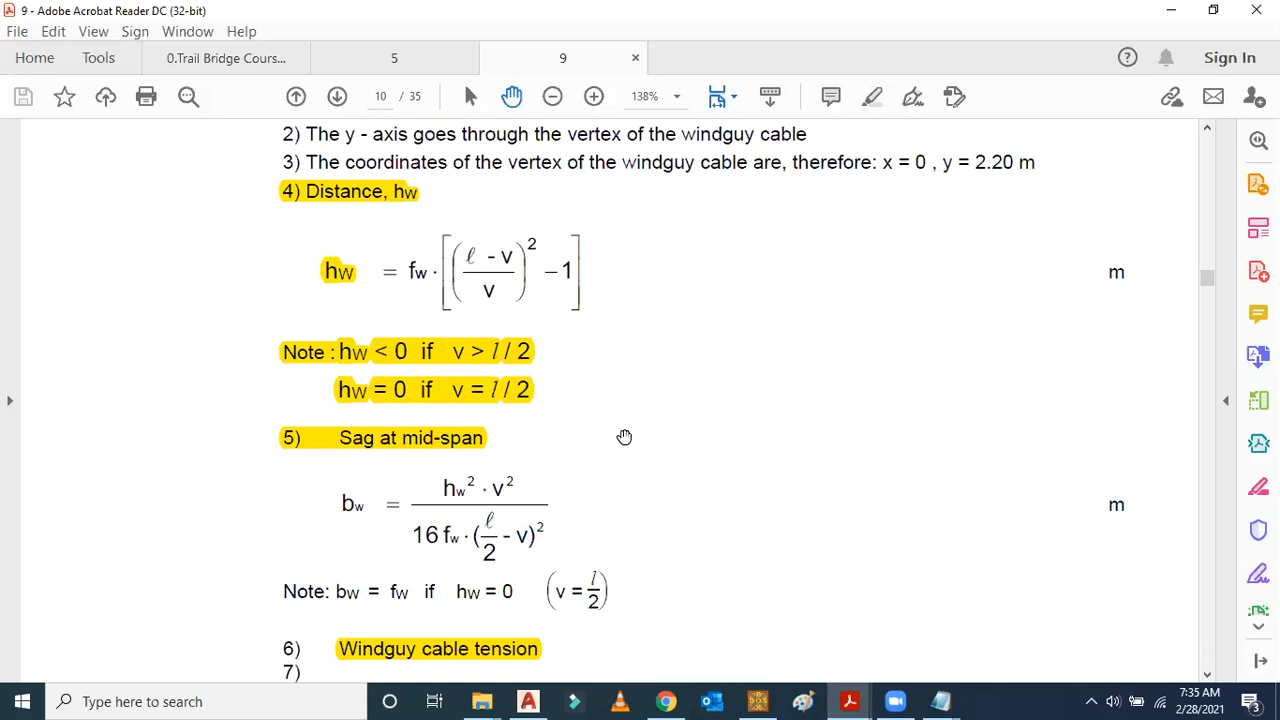 9 - Adobe Acrobat Reader DC (32-bit)
File Edit View Sign Window Help
Home Tools 0.Trail Bridge Cours... 5 9 × Sign In
10 / 35 138%
2) The y - axis goes through the vertex of the windguy cable
3) The coordinates of the vertex of the windguy cable are, therefore: x = 0 , y = 2.20 m
4) Distance, hw
hw = fw · [((ℓ - v) / v)² − 1] m
Note : hw < 0 if v > l / 2
hw = 0 if v = l / 2
5) Sag at mid-span
bw = hw² · v² / 16 fw · (ℓ/2 - v)² m
Note: bw = fw if hw = 0 (v = l/2)
6) Windguy cable tension
7)
Type here to search
7:35 AM
2/28/2021
3